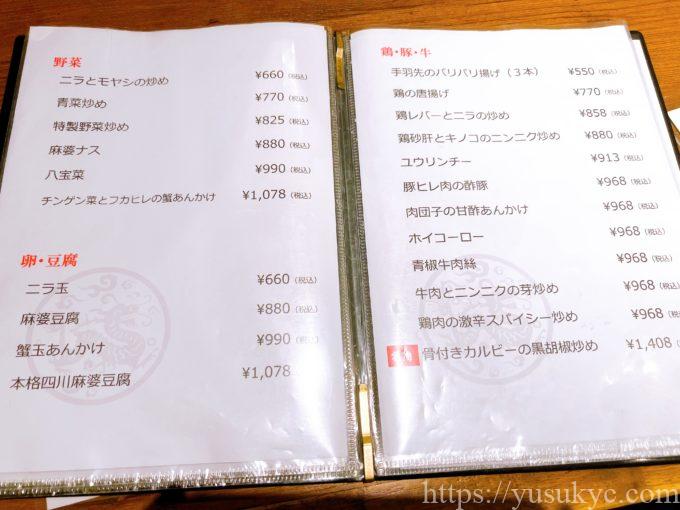 野菜
ニラとモヤシの炒め ¥660(税込)
青菜炒め ¥770(税込)
特製野菜炒め ¥825(税込)
麻婆ナス ¥880(税込)
八宝菜 ¥990(税込)
チンゲン菜とフカヒレの蟹あんかけ ¥1,078(税込)
卵・豆腐
ニラ玉 ¥660(税込)
麻婆豆腐 ¥880(税込)
蟹玉あんかけ ¥990(税込)
本格四川麻婆豆腐 ¥1,078
鶏・豚・牛
手羽先のパリパリ揚げ(3本) ¥550(税込)
鶏の唐揚げ ¥770(税込)
鶏レバーとニラの炒め ¥858(税込)
鶏砂肝とキノコのニンニク炒め ¥880(税込)
ユウリンチー ¥913(税込)
豚ヒレ肉の酢豚 ¥968(税込)
肉団子の甘酢あんかけ ¥968(税込)
ホイコーロー ¥968(税込)
青椒牛肉絲 ¥968(税込)
牛肉とニンニクの芽炒め ¥968(税込)
鶏肉の激辛スパイシー炒め ¥968(税込)
骨付きカルビーの黒胡椒炒め ¥1,408(税込)
https://yusukyc.com